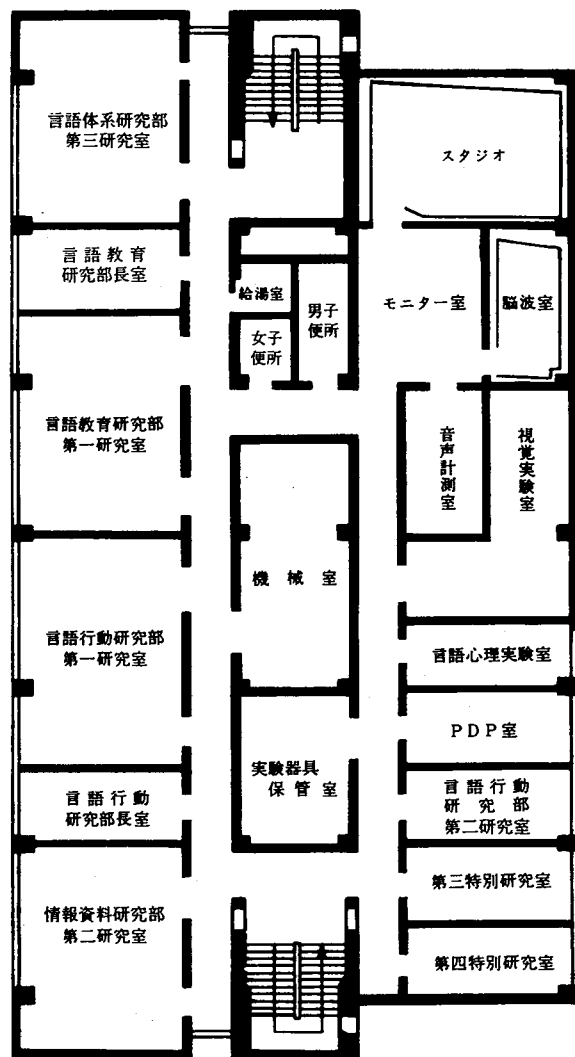 言語体系研究部
第三研究室
スタジオ
言語教育
研究部長室
給湯室
男子
便所
女子
便所
モニター室
脳波室
言語教育研究部
第一研究室
音声計測室
視覚実験室
機械室
言語行動研究部
第一研究室
言語心理実験室
PDP室
実験器具
保管室
言語行動
研究部長室
言語行動
研究部
第二研究室
情報資料研究部
第二研究室
第三特別研究室
第四特別研究室